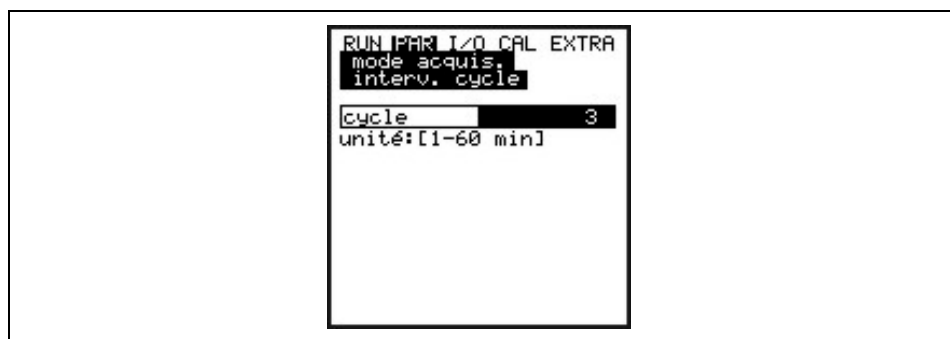 RUN PAR I/O CAL EXTRA
mode acquis.
interv. cycle
cycle 3
unité:[1-60 min]